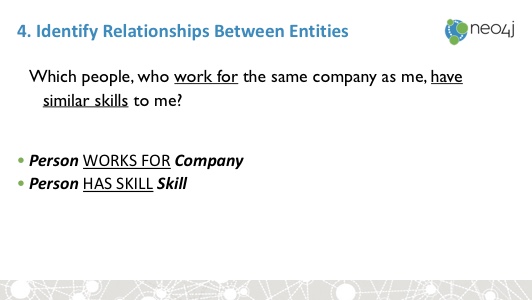 4. Identify Relationships Between Entities
neo4j
Which people, who work for the same company as me, have
similar skills to me?
• Person WORKS FOR Company
• Person HAS SKILL Skill